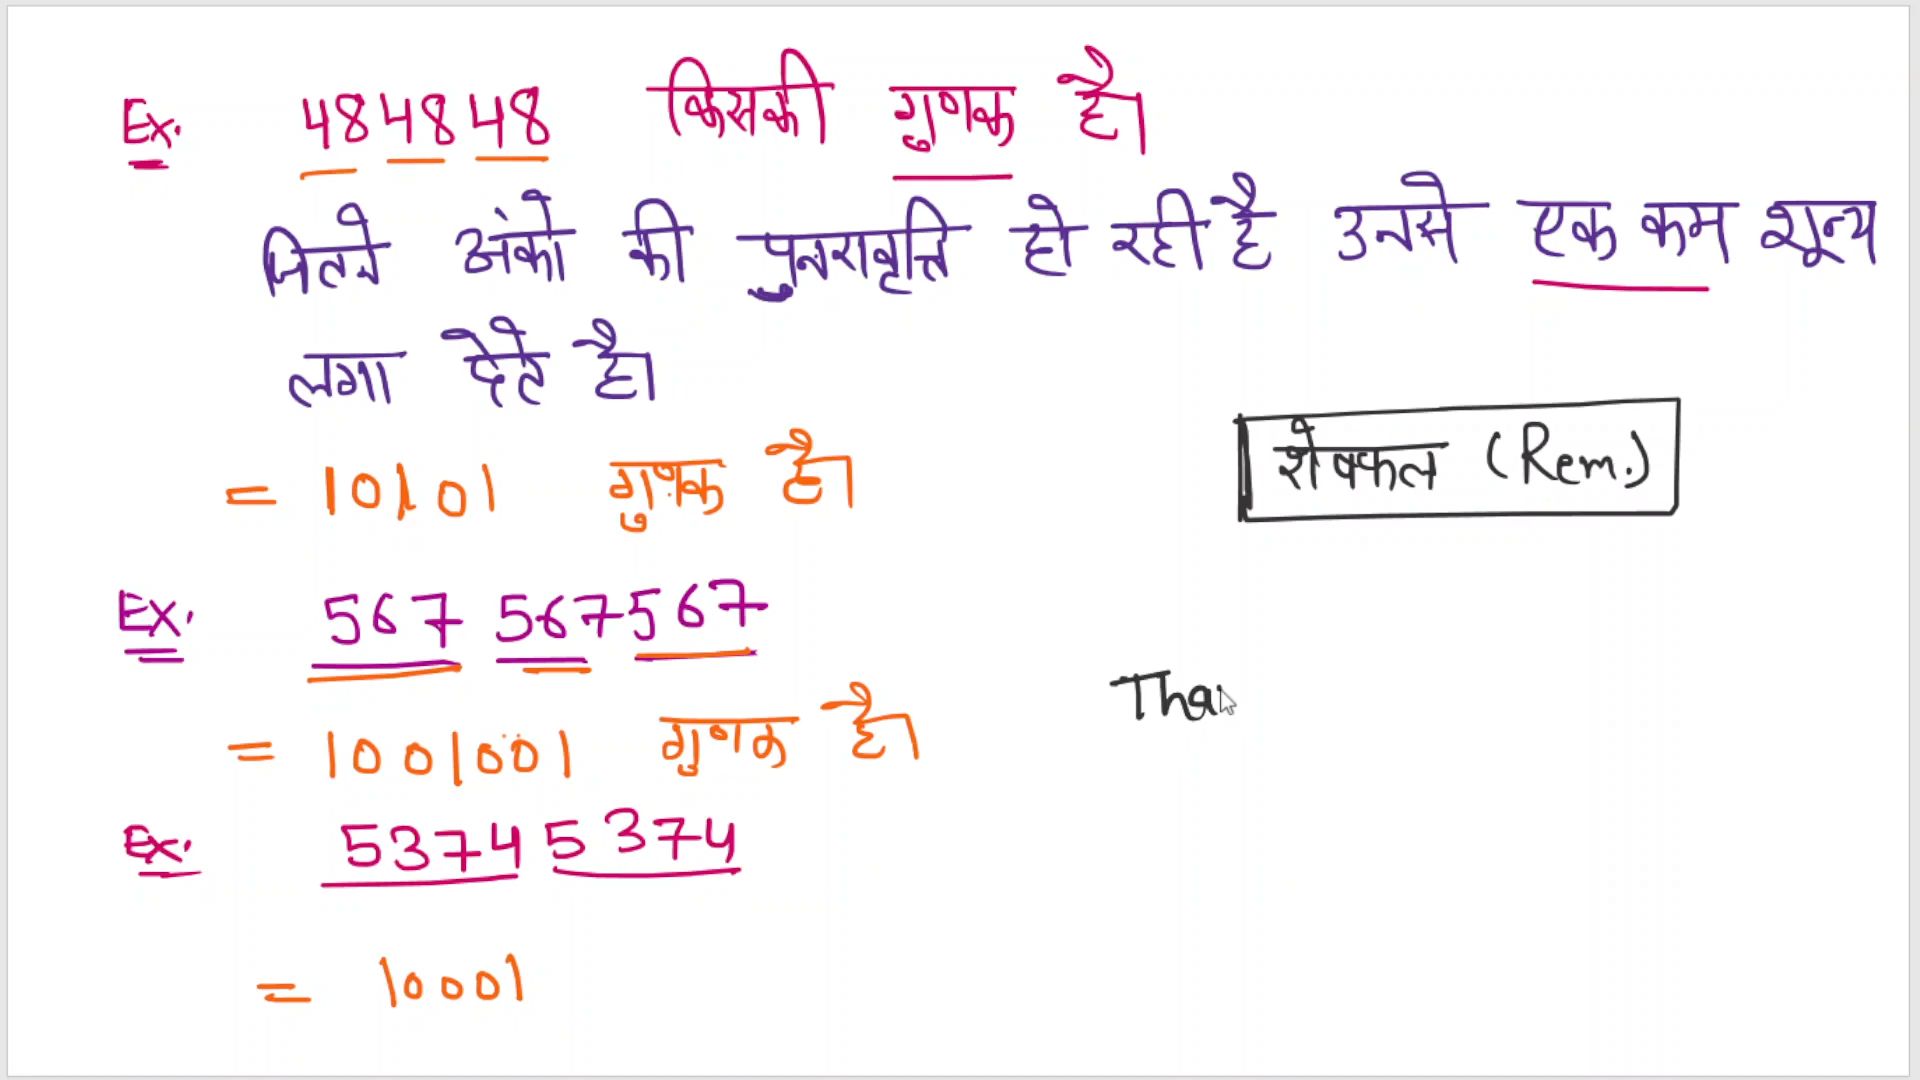 Ex. 484848 किसकी गुणक है।
जितने अंको की पुनरावृत्ति हो रही है उनसे एक कम शून्य
लगा देते है।
= 10101 गुणक है।
शेषफल (Rem.)
Ex. 567567567
= 1001001 गुणक है।
Tha
Ex. 53745374
= 10001